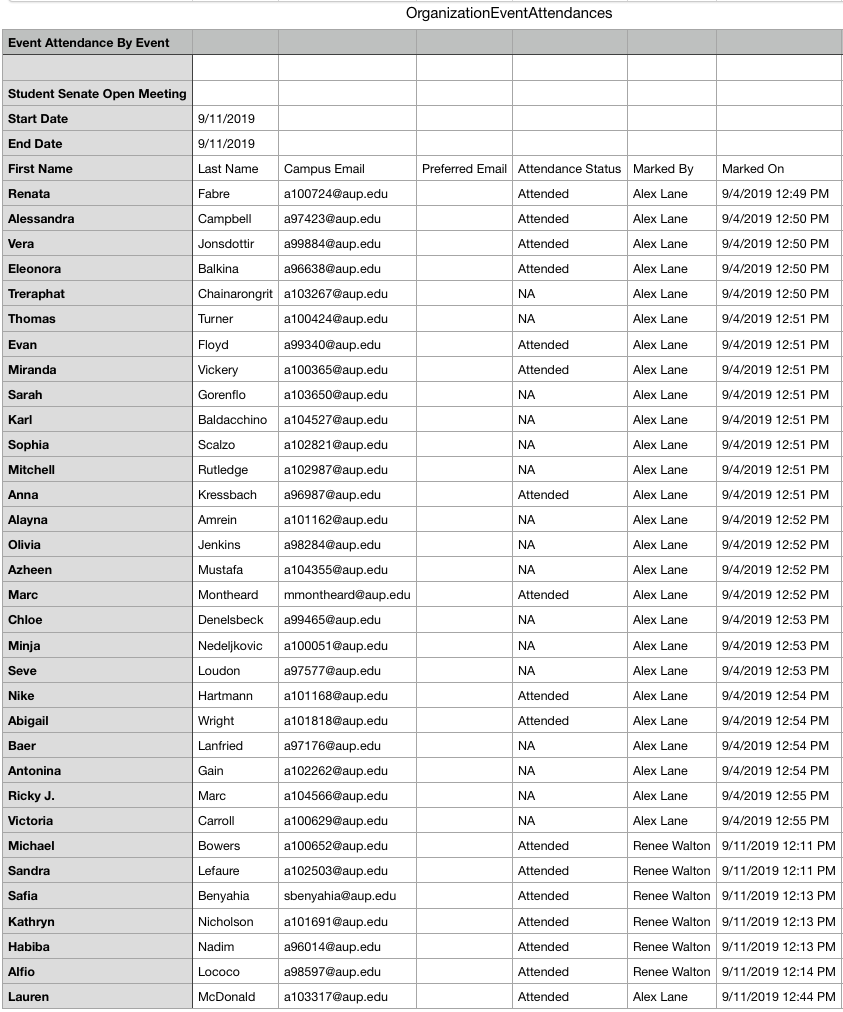 OrganizationEventAttendances
Event Attendance By Event
Student Senate Open Meeting
Start Date 9/11/2019
End Date 9/11/2019
First Name Last Name Campus Email Preferred Email Attendance Status Marked By Marked On
Renata Fabre a100724@aup.edu Attended Alex Lane 9/4/2019 12:49 PM
Alessandra Campbell a97423@aup.edu Attended Alex Lane 9/4/2019 12:50 PM
Vera Jonsdottir a99884@aup.edu Attended Alex Lane 9/4/2019 12:50 PM
Eleonora Balkina a96638@aup.edu Attended Alex Lane 9/4/2019 12:50 PM
Treraphat Chainarongrit a103267@aup.edu NA Alex Lane 9/4/2019 12:50 PM
Thomas Turner a100424@aup.edu NA Alex Lane 9/4/2019 12:51 PM
Evan Floyd a99340@aup.edu Attended Alex Lane 9/4/2019 12:51 PM
Miranda Vickery a100365@aup.edu Attended Alex Lane 9/4/2019 12:51 PM
Sarah Gorenflo a103650@aup.edu NA Alex Lane 9/4/2019 12:51 PM
Karl Baldacchino a104527@aup.edu NA Alex Lane 9/4/2019 12:51 PM
Sophia Scalzo a102821@aup.edu NA Alex Lane 9/4/2019 12:51 PM
Mitchell Rutledge a102987@aup.edu NA Alex Lane 9/4/2019 12:51 PM
Anna Kressbach a96987@aup.edu Attended Alex Lane 9/4/2019 12:51 PM
Alayna Amrein a101162@aup.edu NA Alex Lane 9/4/2019 12:52 PM
Olivia Jenkins a98284@aup.edu NA Alex Lane 9/4/2019 12:52 PM
Azheen Mustafa a104355@aup.edu NA Alex Lane 9/4/2019 12:52 PM
Marc Montheard mmontheard@aup.edu Attended Alex Lane 9/4/2019 12:52 PM
Chloe Denelsbeck a99465@aup.edu NA Alex Lane 9/4/2019 12:53 PM
Minja Nedeljkovic a100051@aup.edu NA Alex Lane 9/4/2019 12:53 PM
Seve Loudon a97577@aup.edu NA Alex Lane 9/4/2019 12:53 PM
Nike Hartmann a101168@aup.edu Attended Alex Lane 9/4/2019 12:54 PM
Abigail Wright a101818@aup.edu Attended Alex Lane 9/4/2019 12:54 PM
Baer Lanfried a97176@aup.edu NA Alex Lane 9/4/2019 12:54 PM
Antonina Gain a102262@aup.edu NA Alex Lane 9/4/2019 12:54 PM
Ricky J. Marc a104566@aup.edu NA Alex Lane 9/4/2019 12:55 PM
Victoria Carroll a100629@aup.edu NA Alex Lane 9/4/2019 12:55 PM
Michael Bowers a100652@aup.edu Attended Renee Walton 9/11/2019 12:11 PM
Sandra Lefaure a102503@aup.edu Attended Renee Walton 9/11/2019 12:11 PM
Safia Benyahia sbenyahia@aup.edu Attended Renee Walton 9/11/2019 12:13 PM
Kathryn Nicholson a101691@aup.edu Attended Renee Walton 9/11/2019 12:13 PM
Habiba Nadim a96014@aup.edu Attended Renee Walton 9/11/2019 12:13 PM
Alfio Lococo a98597@aup.edu Attended Renee Walton 9/11/2019 12:14 PM
Lauren McDonald a103317@aup.edu Attended Alex Lane 9/11/2019 12:44 PM